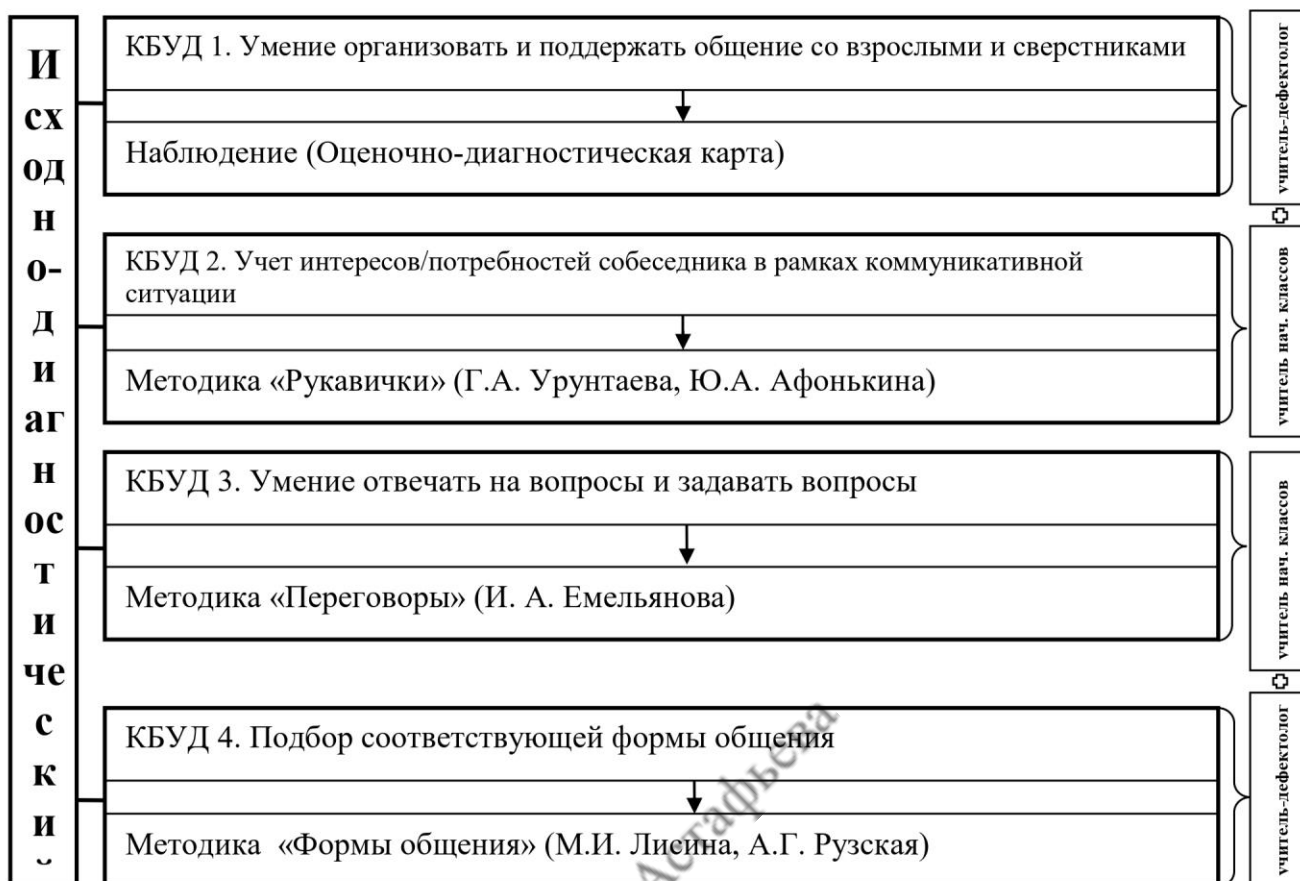 И
сх
од
н
о-
д
и
аг
н
ос
т
и
че
с
к
и
й
КБУД 1. Умение организовать и поддержать общение со взрослыми и сверстниками
Наблюдение (Оценочно-диагностическая карта)
учитель-дефектолог
КБУД 2. Учет интересов/потребностей собеседника в рамках коммуникативной
ситуации
Методика «Рукавички» (Г.А. Урунтаева, Ю.А. Афонькина)
учитель нач. классов
КБУД 3. Умение отвечать на вопросы и задавать вопросы
Методика «Переговоры» (И. А. Емельянова)
учитель нач. классов
КБУД 4. Подбор соответствующей формы общения
Методика «Формы общения» (М.И. Лисина, А.Г. Рузская)
учитель-дефектолог
Астафьева